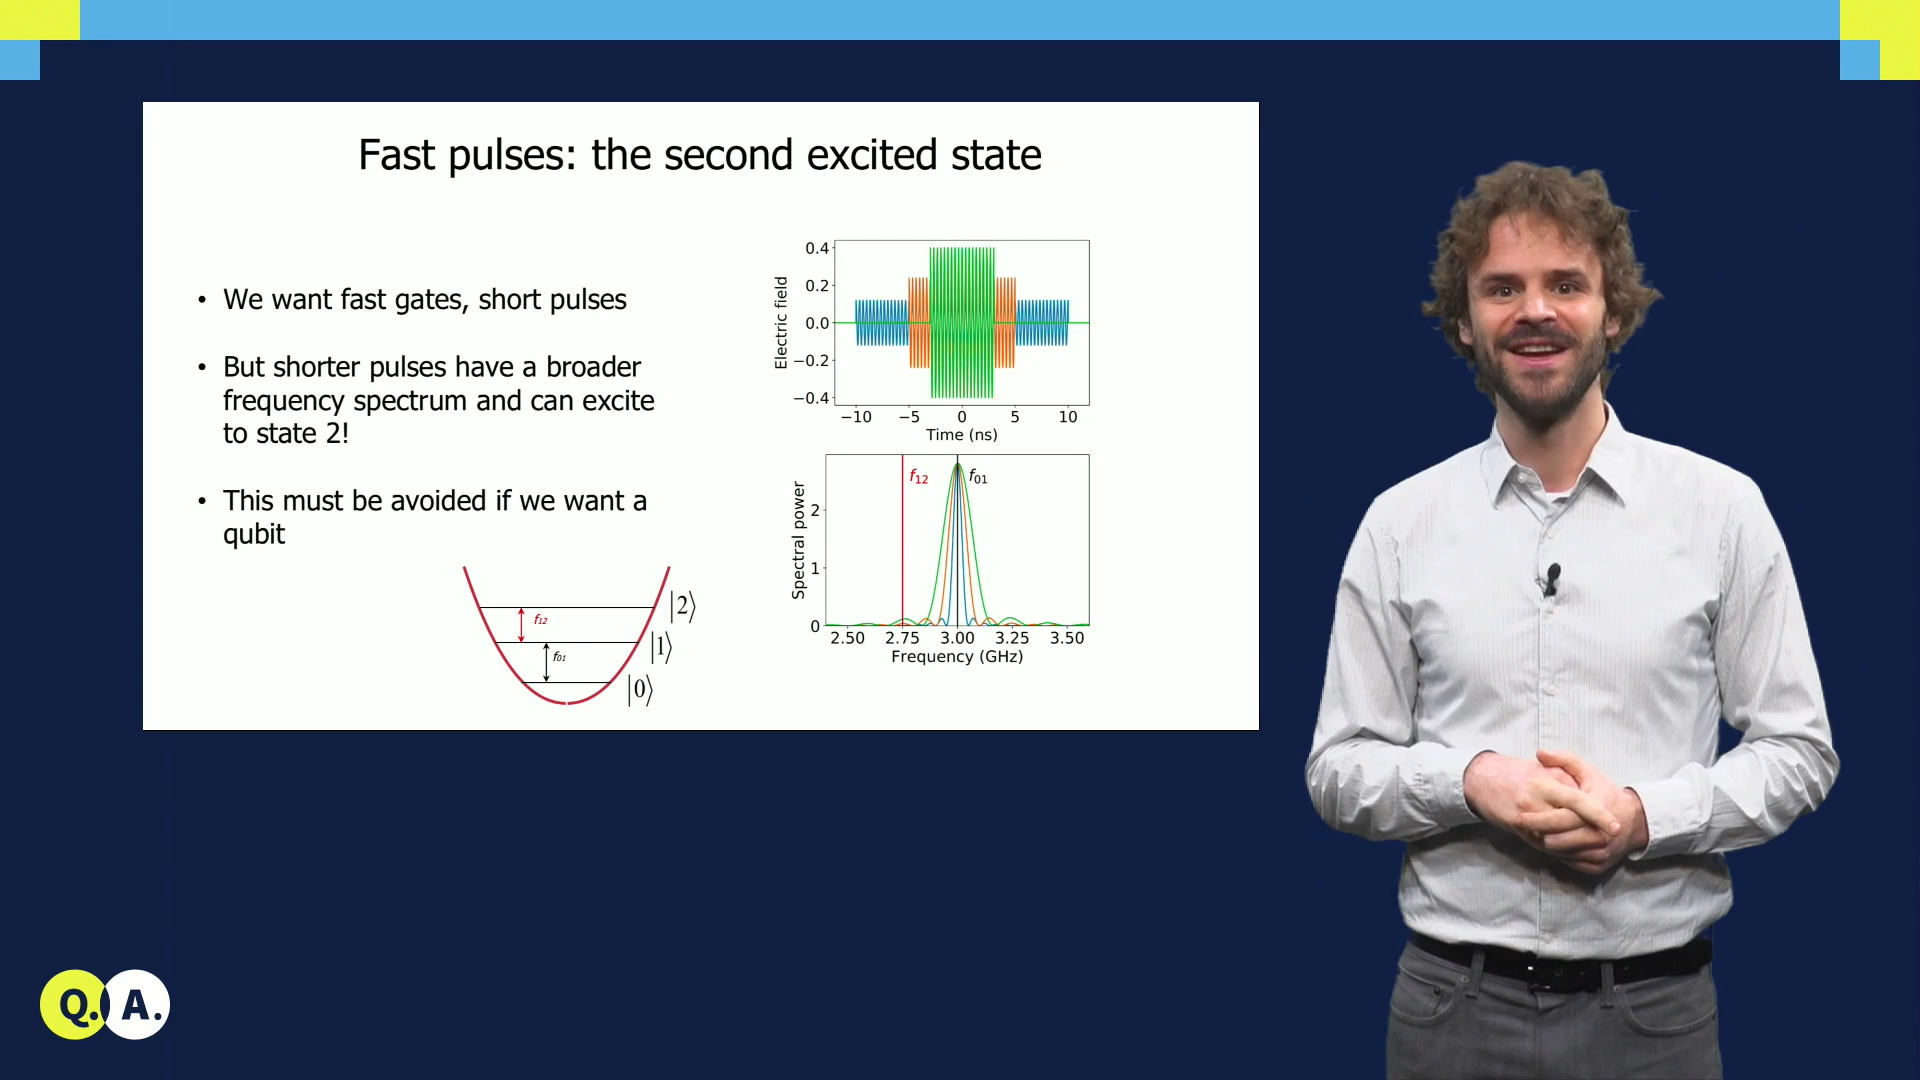 Fast pulses: the second excited state
• We want fast gates, short pulses
• But shorter pulses have a broader
frequency spectrum and can excite
to state 2!
• This must be avoided if we want a
qubit
0.4
0.2
0.0
−0.2
−0.4
Electric field
−10 −5 0 5 10
Time (ns)
f12 f01
2
1
0
Spectral power
2.50 2.75 3.00 3.25 3.50
Frequency (GHz)
|2⟩
f12
|1⟩
f01
|0⟩
Q. A.